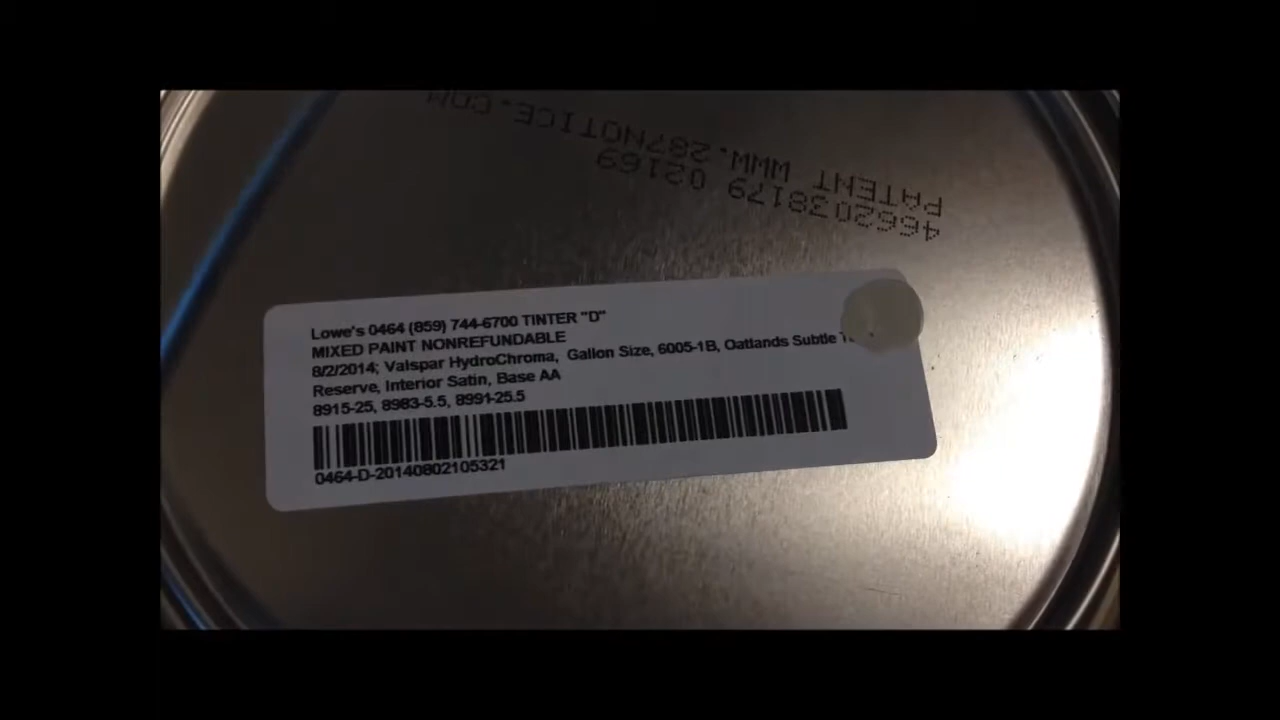 PATENT WWW.287NOTICE.COM
4662038179 02169
Lowe's 0464 (859) 744-6700 TINTER "D"
MIXED PAINT NONREFUNDABLE
8/2/2014; Valspar HydroChroma, Gallon Size, 6005-1B, Oatlands Subtle
Reserve, Interior Satin, Base AA
8915-25, 8983-5.5, 8991-25.5
0464-D-20140802105321